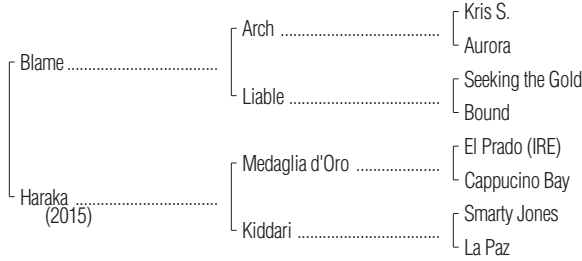 Kris S.
Arch ................................
Aurora
Blame ..............................
Seeking the Gold
Liable ..............................
Bound
El Prado (IRE)
Medaglia d'Oro ................
Cappucino Bay
Haraka ............................
(2015)
Smarty Jones
Kiddari ............................
La Paz